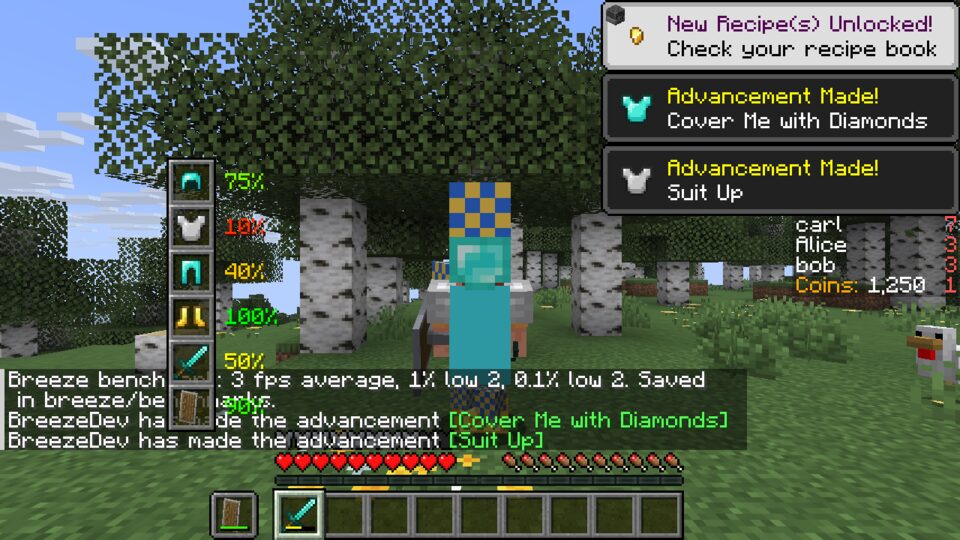 New Recipe(s) Unlocked!
Check your recipe book
Advancement Made!
Cover Me with Diamonds
Advancement Made!
Suit Up
75%
10%
40%
100%
50%
90%
carl 7
Alice 3
bob 3
Coins: 1,250 1
Breeze bench : 3 fps average, 1% low 2, 0.1% low 2. Saved
in breeze/be marks.
BreezeDev has made the advancement [Cover Me with Diamonds]
BreezeDev has made the advancement [Suit Up]